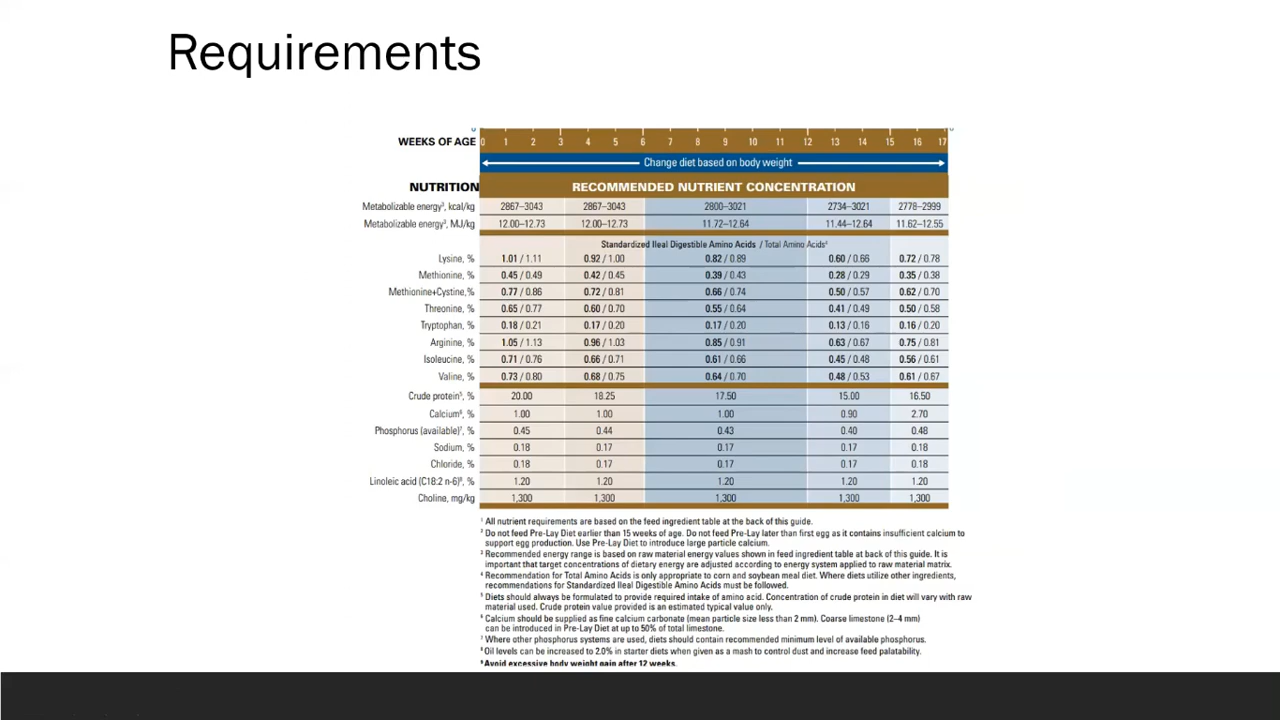 Requirements
WEEKS OF AGE 0 1 2 3 4 5 6 7 8 9 10 11 12 13 14 15 16 17
Change diet based on body weight
NUTRITION RECOMMENDED NUTRIENT CONCENTRATION
Metabolizable energy³, kcal/kg 2867–3043 2867–3043 2800–3021 2734–3021 2778–2999
Metabolizable energy³, MJ/kg 12.00–12.73 12.00–12.73 11.72–12.64 11.44–12.64 11.62–12.55
Standardized Ileal Digestible Amino Acids / Total Amino Acids⁴
Lysine, % 1.01 / 1.11 0.92 / 1.00 0.82 / 0.89 0.60 / 0.66 0.72 / 0.78
Methionine, % 0.45 / 0.49 0.42 / 0.45 0.39 / 0.43 0.28 / 0.29 0.35 / 0.38
Methionine+Cystine,% 0.77 / 0.86 0.72 / 0.81 0.66 / 0.74 0.50 / 0.57 0.62 / 0.70
Threonine, % 0.65 / 0.77 0.60 / 0.70 0.55 / 0.64 0.41 / 0.49 0.50 / 0.58
Tryptophan, % 0.18 / 0.21 0.17 / 0.20 0.17 / 0.20 0.13 / 0.16 0.16 / 0.20
Arginine, % 1.05 / 1.13 0.96 / 1.03 0.85 / 0.91 0.63 / 0.67 0.75 / 0.81
Isoleucine, % 0.71 / 0.76 0.66 / 0.71 0.61 / 0.66 0.45 / 0.48 0.56 / 0.61
Valine, % 0.73 / 0.80 0.68 / 0.75 0.64 / 0.70 0.48 / 0.53 0.61 / 0.67
Crude protein⁵, % 20.00 18.25 17.50 15.00 16.50
Calcium⁶, % 1.00 1.00 1.00 0.90 2.70
Phosphorus (available)⁷, % 0.45 0.44 0.43 0.40 0.48
Sodium, % 0.18 0.17 0.17 0.17 0.18
Chloride, % 0.18 0.17 0.17 0.17 0.18
Linoleic acid (C18:2 n-6)⁸, % 1.20 1.20 1.20 1.20 1.20
Choline, mg/kg 1,300 1,300 1,300 1,300 1,300
¹ All nutrient requirements are based on the feed ingredient table at the back of this guide.
² Do not feed Pre-Lay Diet earlier than 15 weeks of age. Do not feed Pre-Lay later than first egg as it contains insufficient calcium to
support egg production. Use Pre-Lay Diet to introduce large particle calcium.
³ Recommended energy range is based on raw material energy values shown in feed ingredient table at back of this guide. It is
important that target concentrations of dietary energy are adjusted according to energy system applied to raw material matrix.
⁴ Recommendation for Total Amino Acids is only appropriate to corn and soybean meal diet. Where diets utilize other ingredients,
recommendations for Standardized Ileal Digestible Amino Acids must be followed.
⁵ Diets should always be formulated to provide required intake of amino acid. Concentration of crude protein in diet will vary with raw
material used. Crude protein value provided is an estimated typical value only.
⁶ Calcium should be supplied as fine calcium carbonate (mean particle size less than 2 mm). Coarse limestone (2–4 mm)
can be introduced in Pre-Lay Diet at up to 50% of total limestone.
⁷ Where other phosphorus systems are used, diets should contain recommended minimum level of available phosphorus.
⁸ Oil levels can be increased to 2.0% in starter diets when given as a mash to control dust and increase feed palatability.
⁹ Avoid excessive body weight gain after 12 weeks.